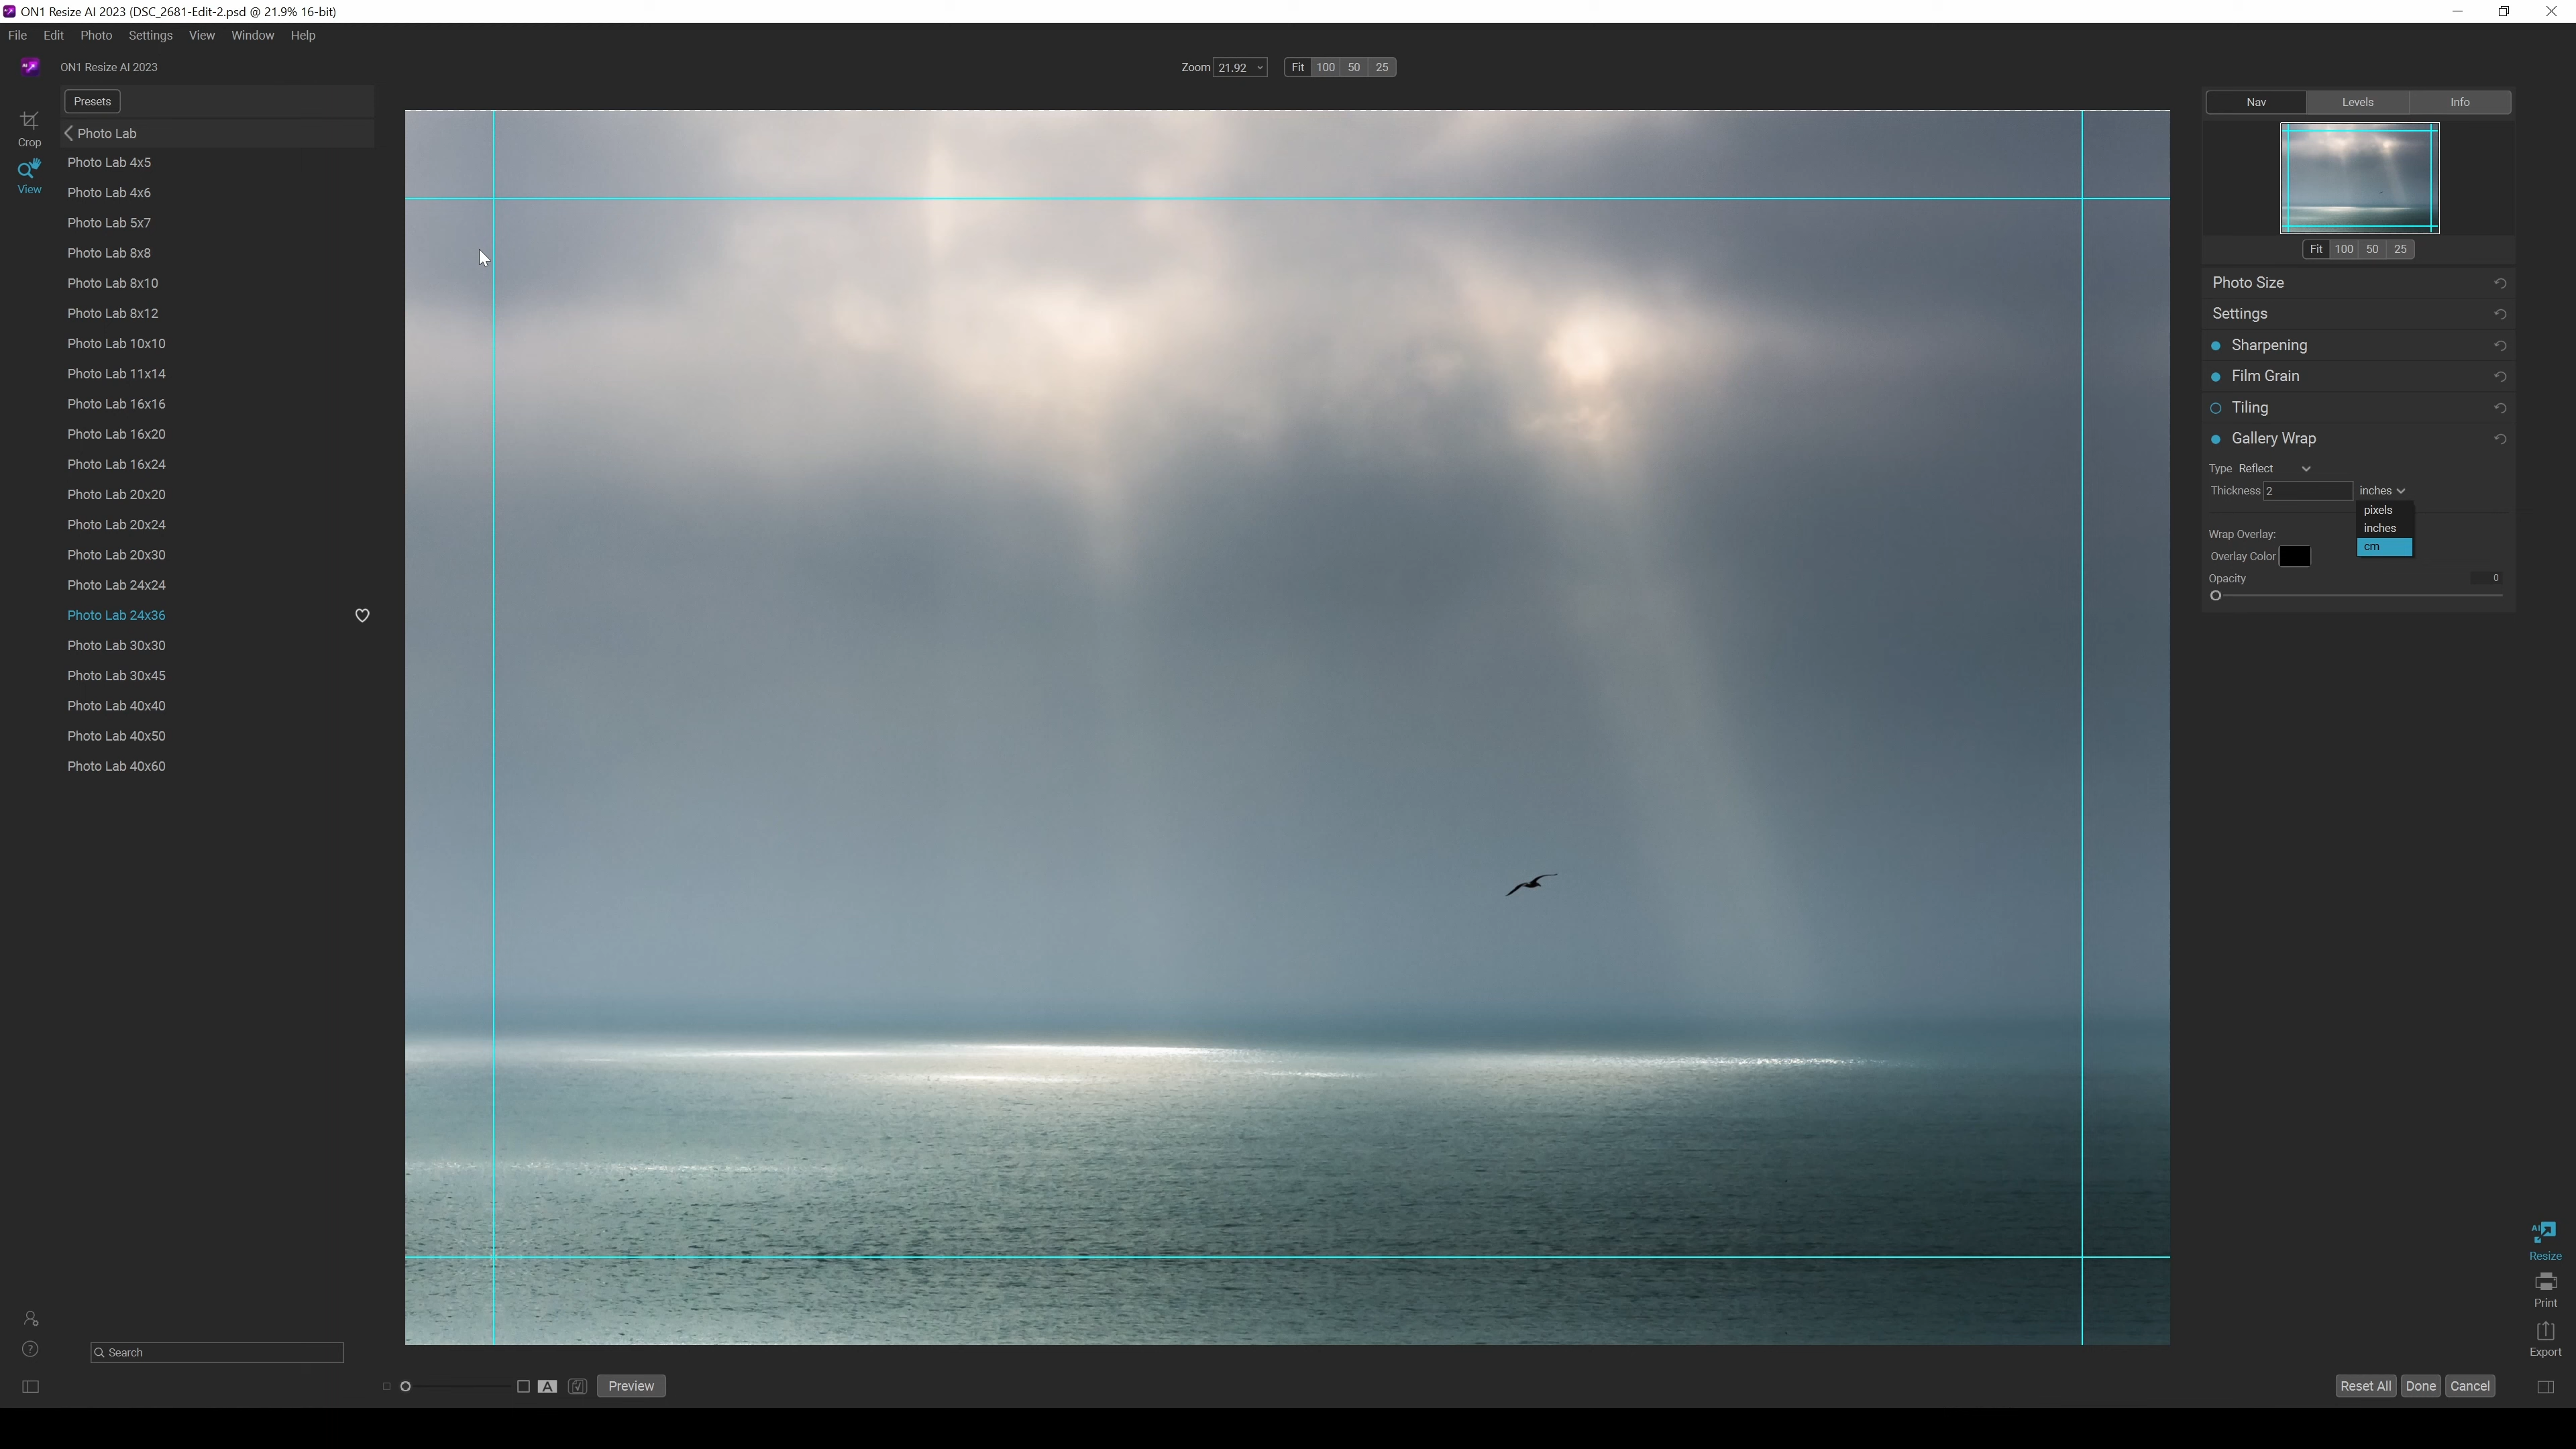 ON1 Resize AI 2023 (DSC_2681-Edit-2.psd @ 21.9% 16-bit)
File Edit Photo Settings View Window Help
ON1 Resize AI 2023
Zoom 21.92 Fit 100 50 25
Presets
Photo Lab
Crop
View
Photo Lab 4x5
Photo Lab 4x6
Photo Lab 5x7
Photo Lab 8x8
Photo Lab 8x10
Photo Lab 8x12
Photo Lab 10x10
Photo Lab 11x14
Photo Lab 16x16
Photo Lab 16x20
Photo Lab 16x24
Photo Lab 20x20
Photo Lab 20x24
Photo Lab 20x30
Photo Lab 24x24
Photo Lab 24x36
Photo Lab 30x30
Photo Lab 30x45
Photo Lab 40x40
Photo Lab 40x50
Photo Lab 40x60
Search
Nav Levels Info
Fit 100 50 25
Photo Size
Settings
Sharpening
Film Grain
Tiling
Gallery Wrap
Type Reflect
Thickness 2 inches
pixels
inches
cm
Wrap Overlay:
Overlay Color
Opacity 0
AI
Resize
Print
Export
A
Preview
Reset All Done Cancel